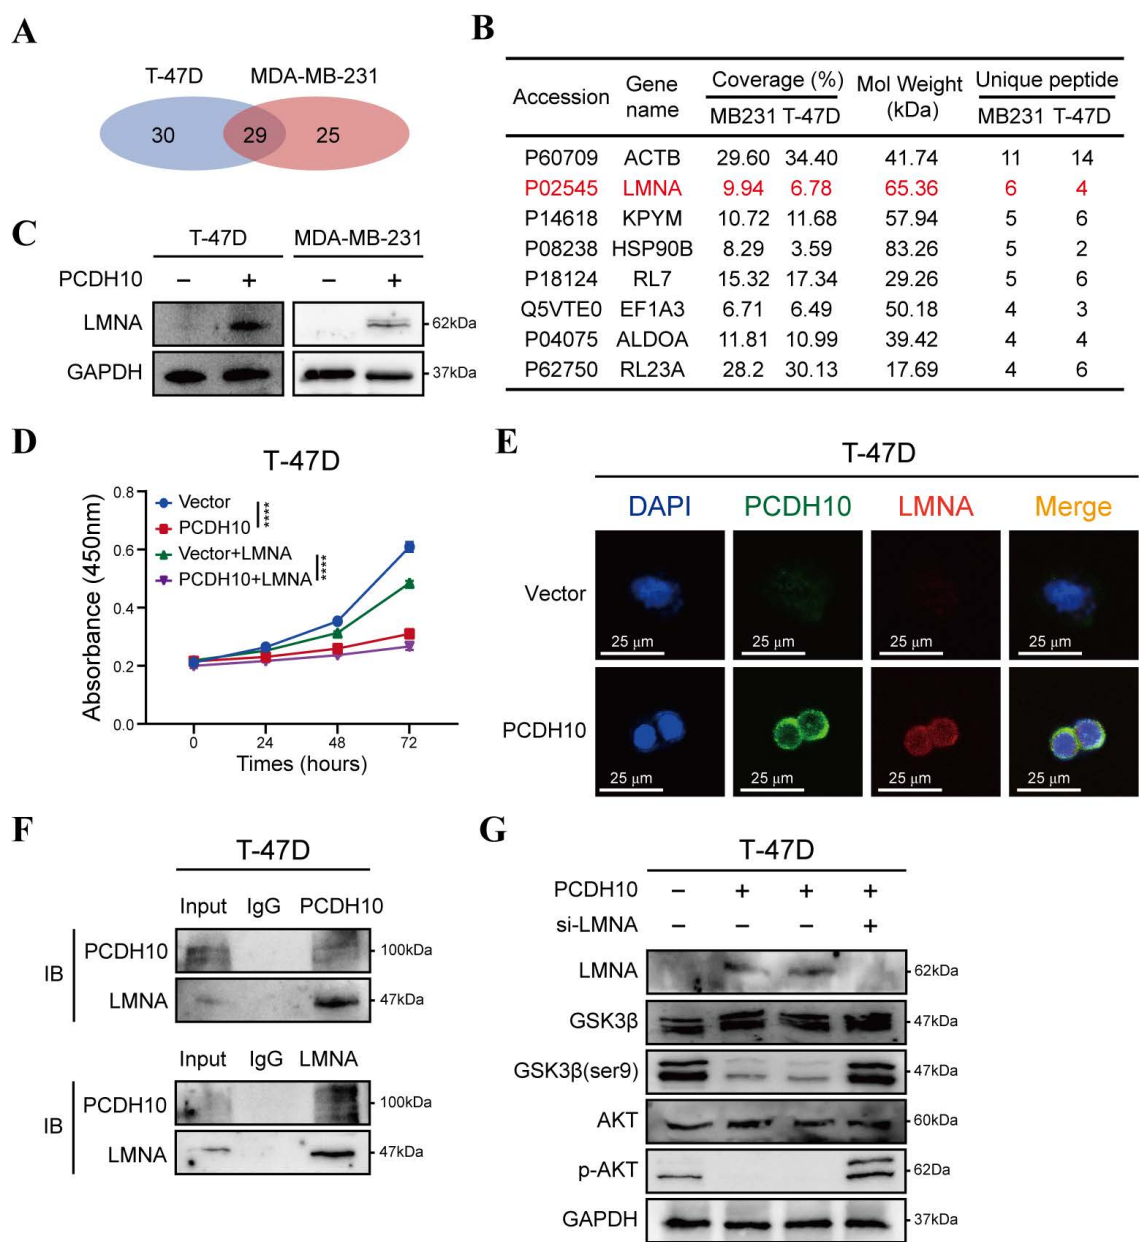 A
T-47D MDA-MB-231
30 29 25
B
Accession Gene name Coverage (%) Mol Weight (kDa) Unique peptide
MB231 T-47D MB231 T-47D
P60709 ACTB 29.60 34.40 41.74 11 14
P02545 LMNA 9.94 6.78 65.36 6 4
P14618 KPYM 10.72 11.68 57.94 5 6
P08238 HSP90B 8.29 3.59 83.26 5 2
P18124 RL7 15.32 17.34 29.26 5 6
Q5VTE0 EF1A3 6.71 6.49 50.18 4 3
P04075 ALDOA 11.81 10.99 39.42 4 4
P62750 RL23A 28.2 30.13 17.69 4 6
C
T-47D MDA-MB-231
PCDH10 – + – +
LMNA 62kDa
GAPDH 37kDa
D
T-47D
Absorbance (450nm)
0.8
0.6
0.4
0.2
0.0
Vector
PCDH10
****
Vector+LMNA
PCDH10+LMNA
****
0 24 48 72
Times (hours)
E
T-47D
DAPI PCDH10 LMNA Merge
Vector
25 μm 25 μm 25 μm 25 μm
PCDH10
25 μm 25 μm 25 μm 25 μm
F
T-47D
Input IgG PCDH10
IB
PCDH10 100kDa
LMNA 47kDa
Input IgG LMNA
IB
PCDH10 100kDa
LMNA 47kDa
G
T-47D
PCDH10 – + + +
si-LMNA – – – +
LMNA 62kDa
GSK3β 47kDa
GSK3β(ser9) 47kDa
AKT 60kDa
p-AKT 62Da
GAPDH 37kDa